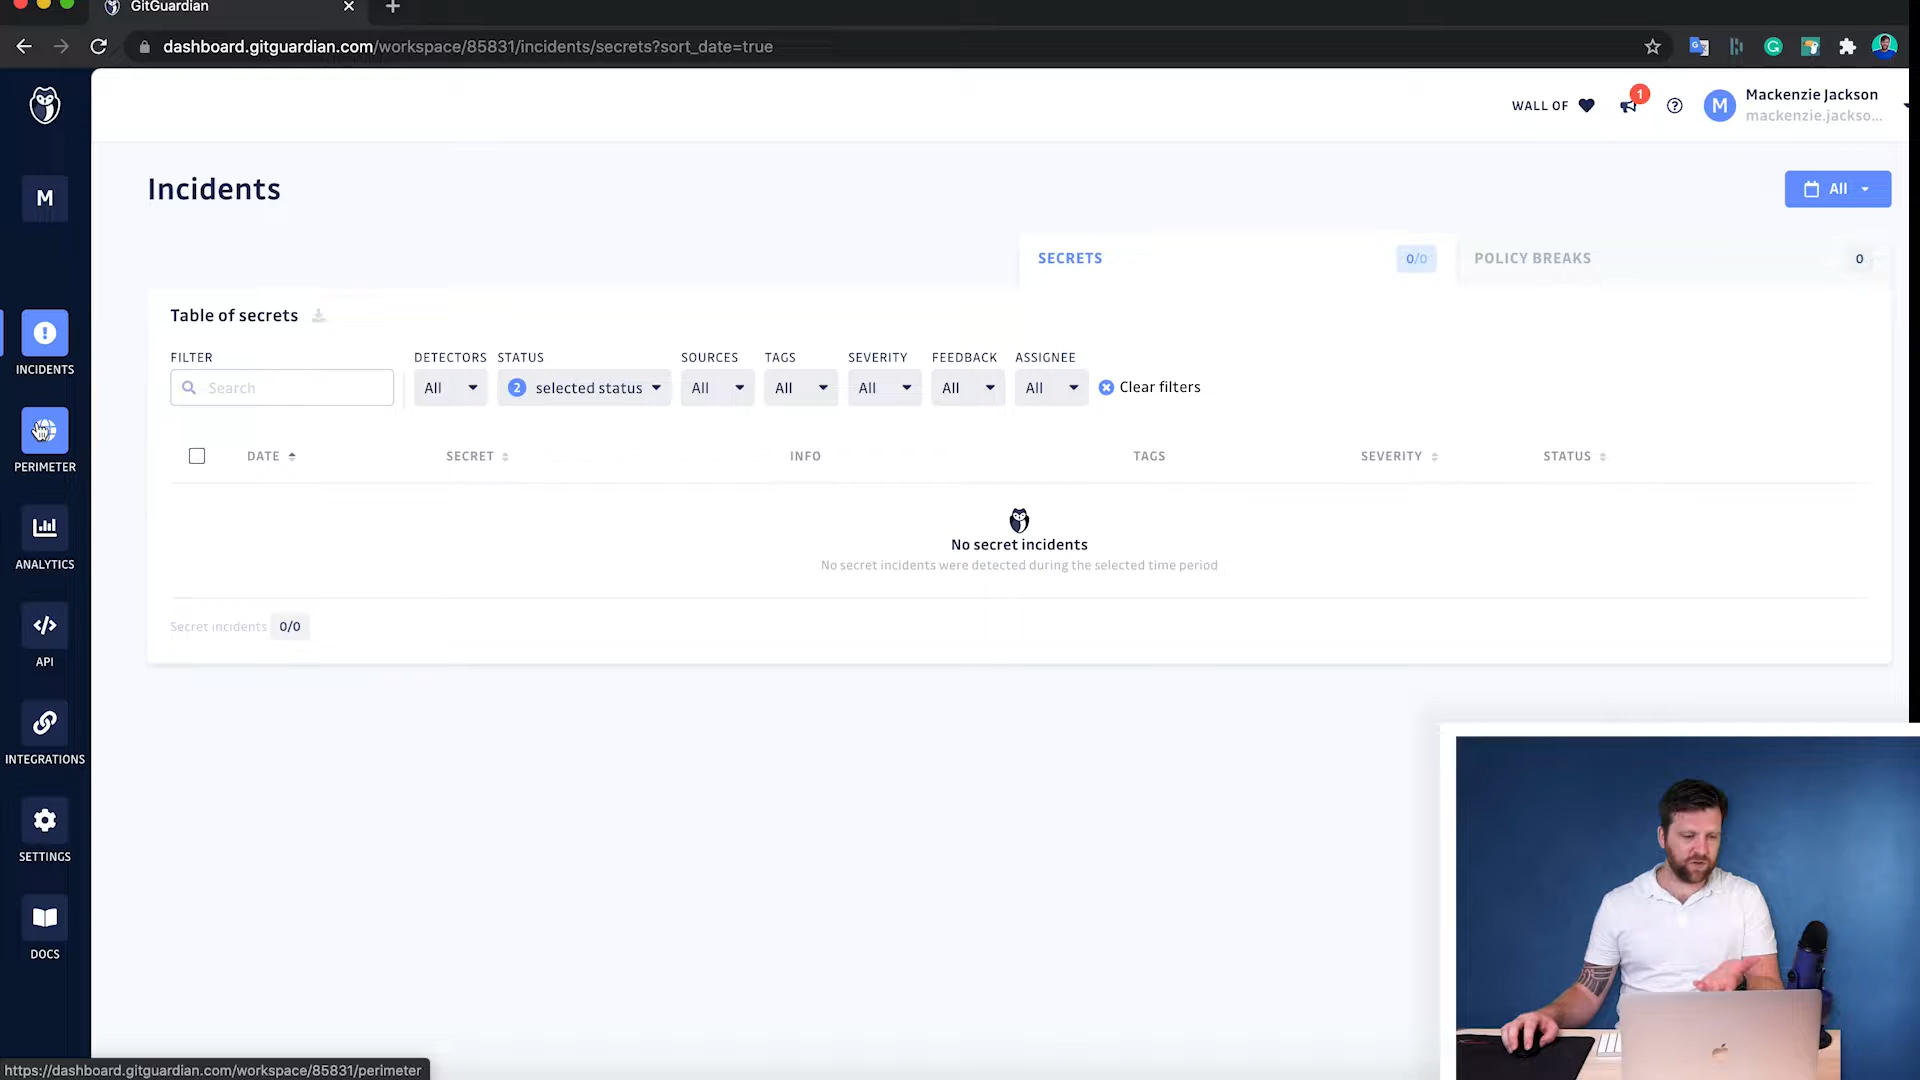 GitGuardian
dashboard.gitguardian.com/workspace/85831/incidents/secrets?sort_date=true
WALL OF
1
M
Mackenzie Jackson
mackenzie.jackso...
M
INCIDENTS
PERIMETER
ANALYTICS
API
INTEGRATIONS
SETTINGS
DOCS
Incidents
All
SECRETS
0/0
POLICY BREAKS
0
Table of secrets
FILTER
DETECTORS
STATUS
SOURCES
TAGS
SEVERITY
FEEDBACK
ASSIGNEE
Search
All
2 selected status
All
All
All
All
All
Clear filters
DATE
SECRET
INFO
TAGS
SEVERITY
STATUS
No secret incidents
No secret incidents were detected during the selected time period
Secret incidents 0/0
https://dashboard.gitguardian.com/workspace/85831/perimeter